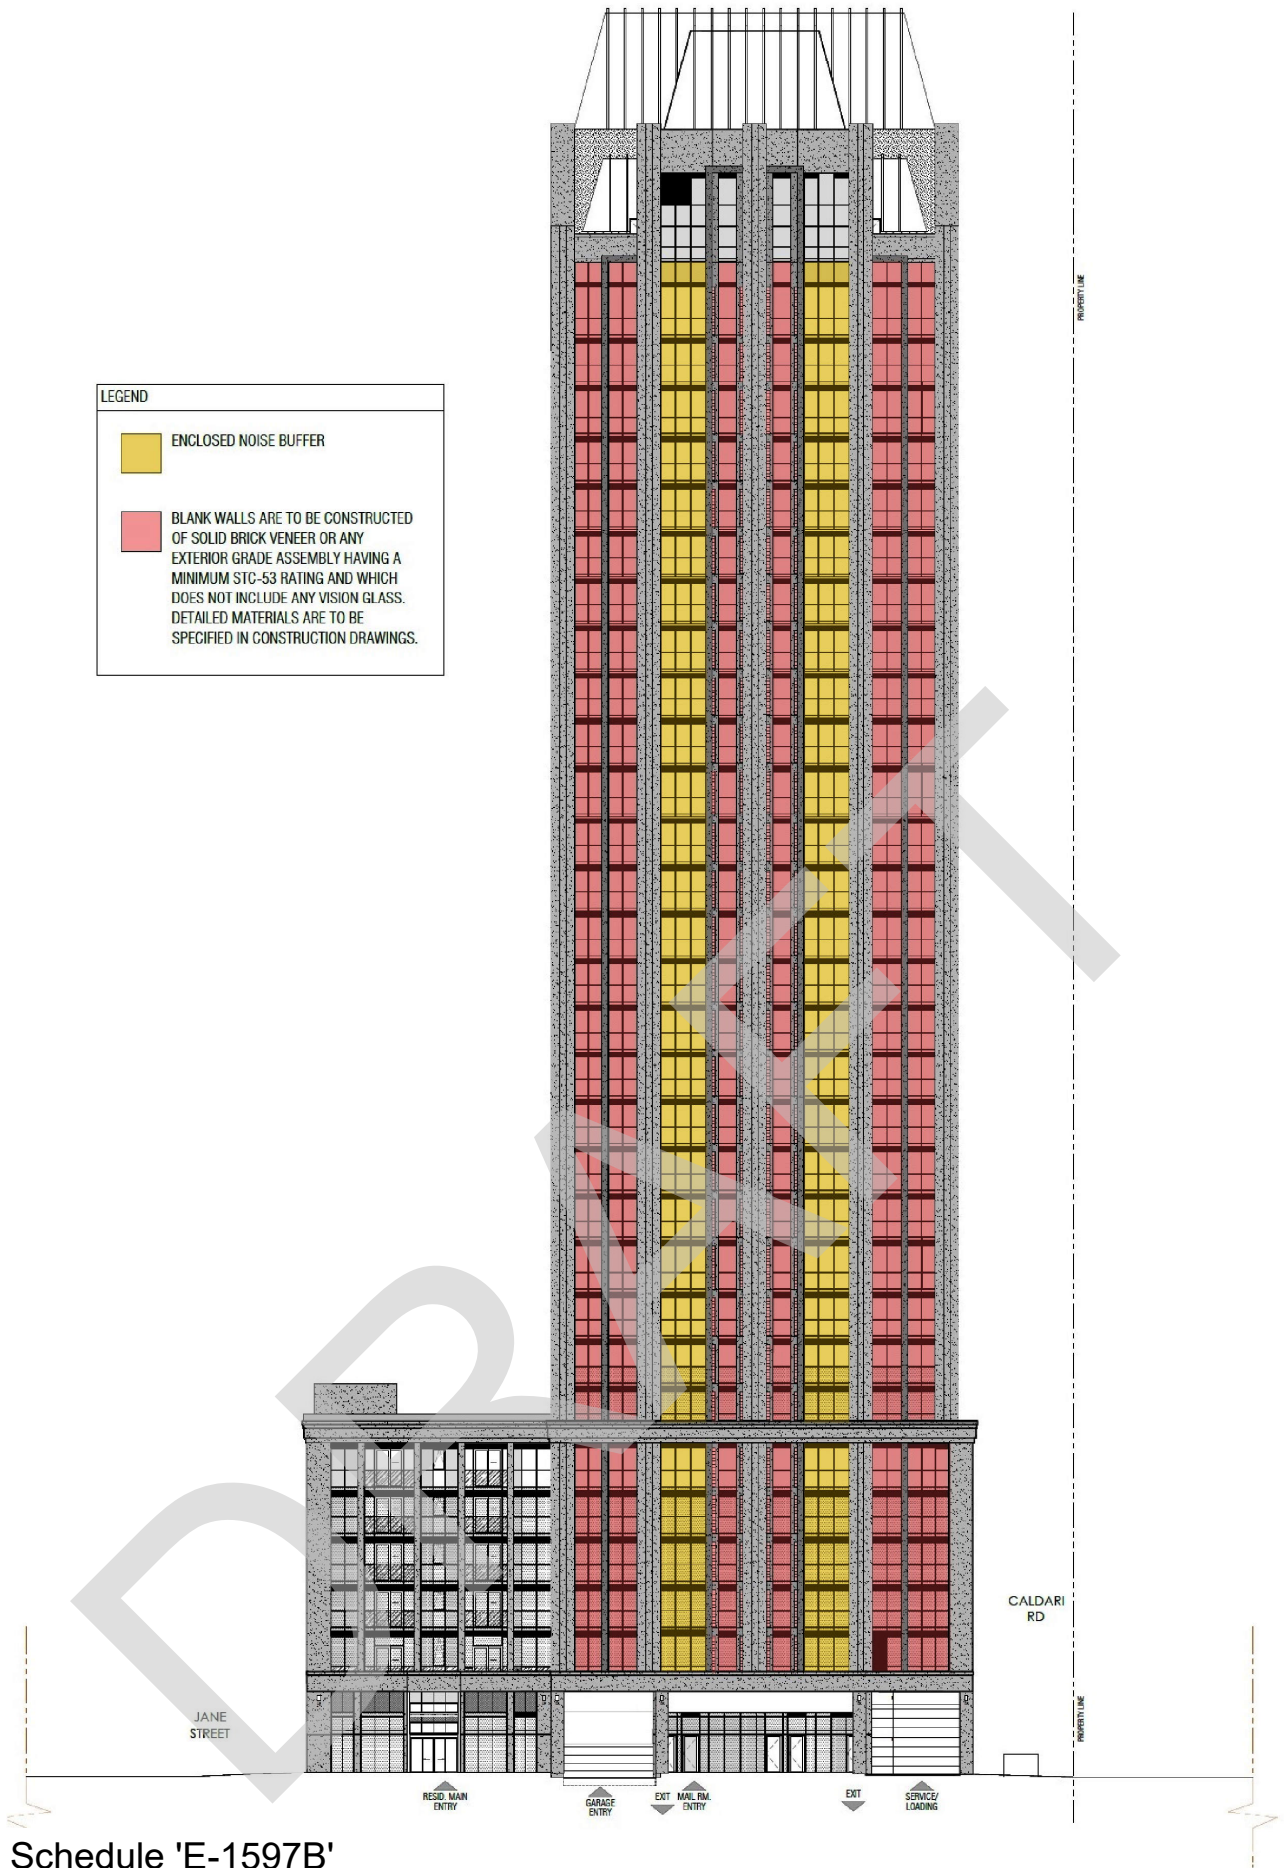 PROPERTY LINE
LEGEND
ENCLOSED NOISE BUFFER
BLANK WALLS ARE TO BE CONSTRUCTED
OF SOLID BRICK VENEER OR ANY
EXTERIOR GRADE ASSEMBLY HAVING A
MINIMUM STC-53 RATING AND WHICH
DOES NOT INCLUDE ANY VISION GLASS.
DETAILED MATERIALS ARE TO BE
SPECIFIED IN CONSTRUCTION DRAWINGS.
DRAFT
CALDARI
RD
JANE
STREET
PROPERTY LINE
RESID. MAIN
ENTRY
GARAGE
ENTRY
EXIT
MAIL RM.
ENTRY
EXIT
SERVICE/
LOADING
Schedule 'E-1597B'